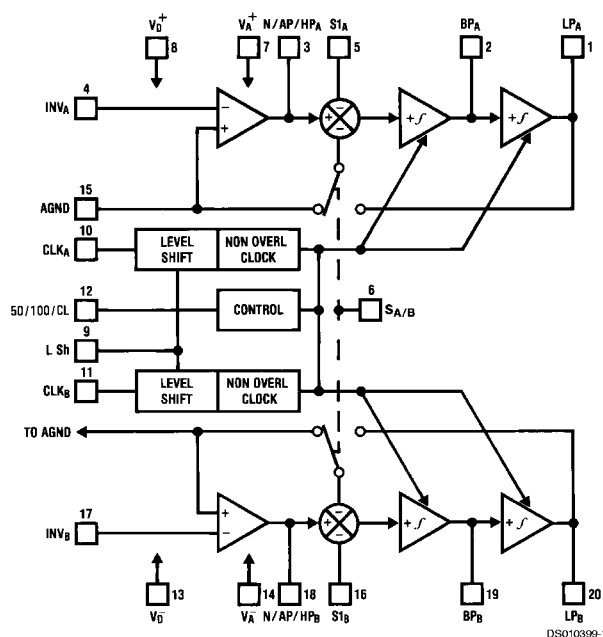 V_D^+ V_A^+ N/AP/HP_A S1_A BP_A LP_A
8 7 3 5 2 1
4
INV_A
− +
+ − −
+ ∫ + ∫
15
AGND
10
CLK_A
LEVEL SHIFT
NON OVERL CLOCK
12
50/100/CL
CONTROL
6
S_A/B
9
L Sh
11
CLK_B
LEVEL SHIFT
NON OVERL CLOCK
TO AGND
17
INV_B
+ −
+ − −
+ ∫ + ∫
13 14 18 16 19 20
V_D^− V_A^− N/AP/HP_B S1_B BP_B LP_B
DS010399-